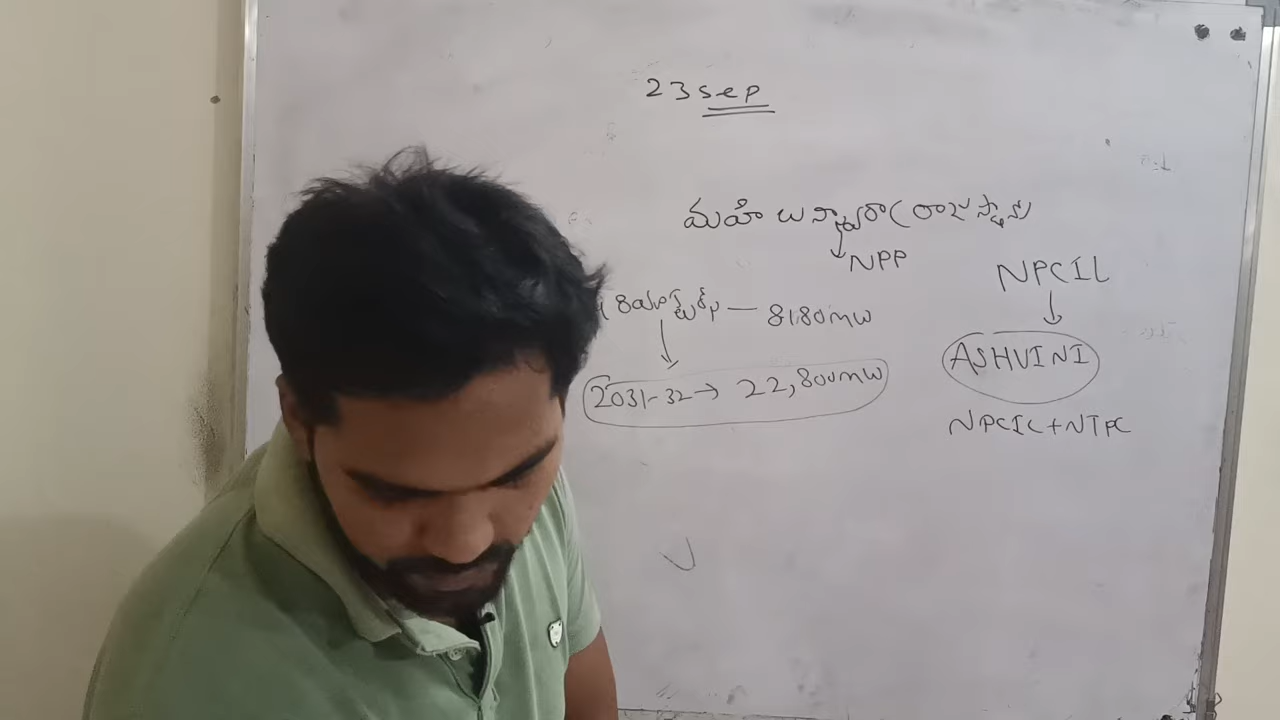 23 sep
మహి బన్స్వారా (రాజస్థాన్)
NPP
NPCIL
8180mw
ASHVINI
2031-32→ 22,800mw
NPCIL+NTPC